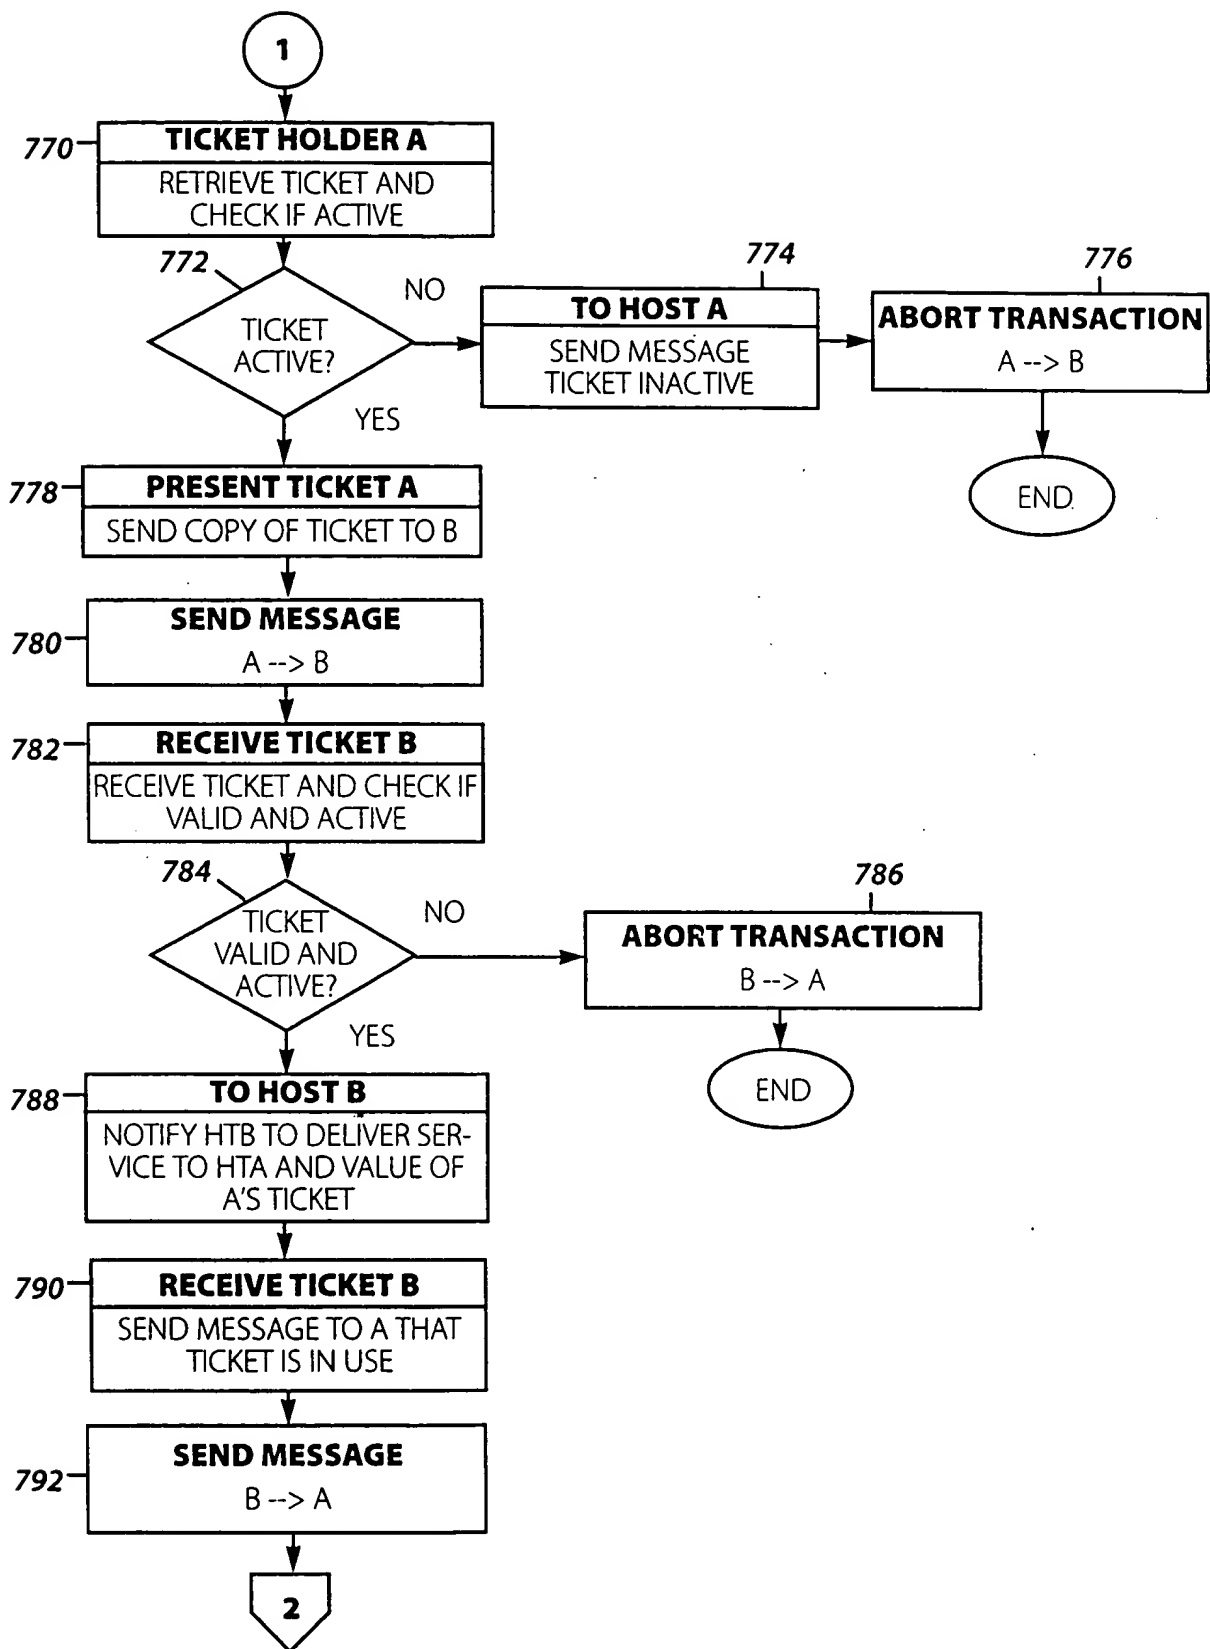 1
770
TICKET HOLDER A
RETRIEVE TICKET AND
CHECK IF ACTIVE
772
TICKET
ACTIVE?
NO
YES
774
TO HOST A
SEND MESSAGE
TICKET INACTIVE
776
ABORT TRANSACTION
A --> B
END
778
PRESENT TICKET A
SEND COPY OF TICKET TO B
780
SEND MESSAGE
A --> B
782
RECEIVE TICKET B
RECEIVE TICKET AND CHECK IF
VALID AND ACTIVE
784
TICKET
VALID AND
ACTIVE?
NO
YES
786
ABORT TRANSACTION
B --> A
END
788
TO HOST B
NOTIFY HTB TO DELIVER SER-
VICE TO HTA AND VALUE OF
A'S TICKET
790
RECEIVE TICKET B
SEND MESSAGE TO A THAT
TICKET IS IN USE
792
SEND MESSAGE
B --> A
2